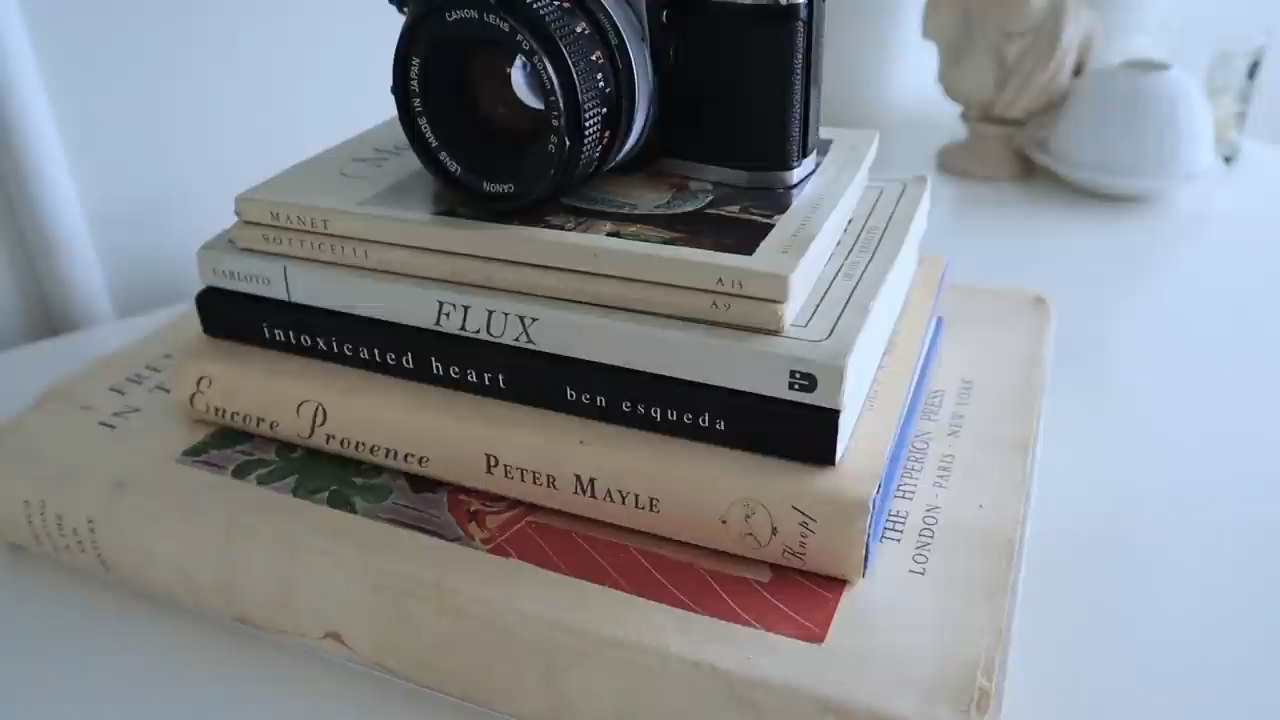 CANON LENS FD 50mm 1:1.8 S.C.
LENS MADE IN JAPAN
CANON
MANET
A 13
BOTTICELLI
A 9
CARLOTO
FLUX
intoxicated heart
ben esqueda
Encore Provence
PETER MAYLE
Knopf
IN
THE HYPERION PRESS
LONDON - PARIS - NEW YORK